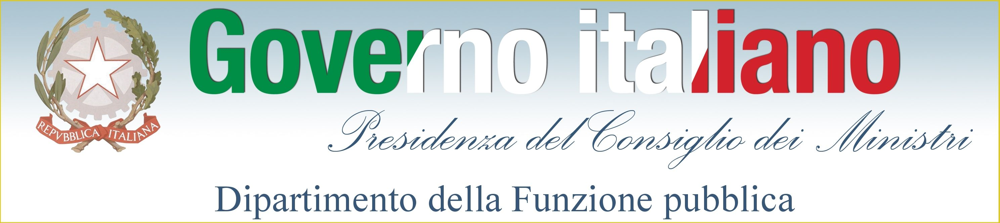 Governo italiano
REPVBBLICA ITALIANA
Presidenza del Consiglio dei Ministri
Dipartimento della Funzione pubblica